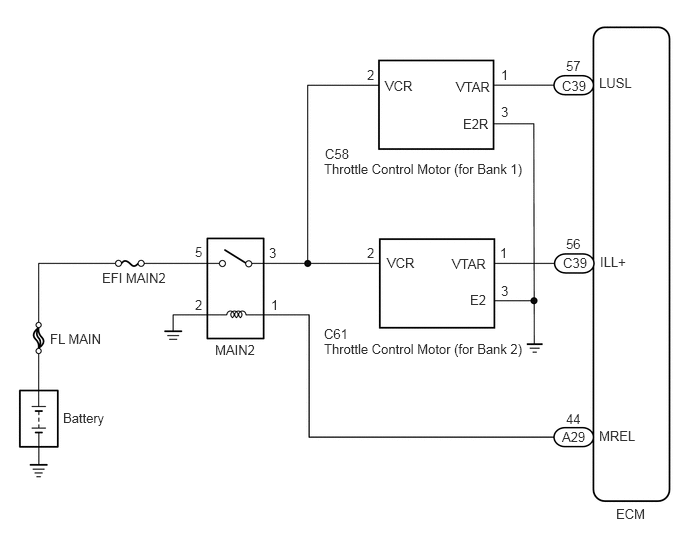 57
2 VCR VTAR 1 C39 LUSL
E2R 3
C58
Throttle Control Motor (for Bank 1)
5 3 2 VCR VTAR 1 56 C39 ILL+
EFI MAIN2
2 1 E2 3
FL MAIN
MAIN2
C61
Throttle Control Motor (for Bank 2)
Battery
44
A29 MREL
ECM